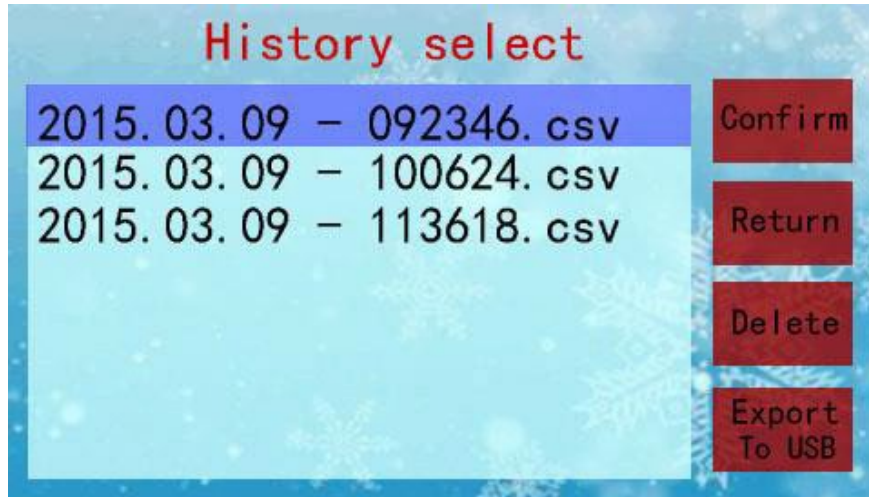 History select
2015.03.09 - 092346.csv
2015.03.09 - 100624.csv
2015.03.09 - 113618.csv
Confirm
Return
Delete
Export
To USB